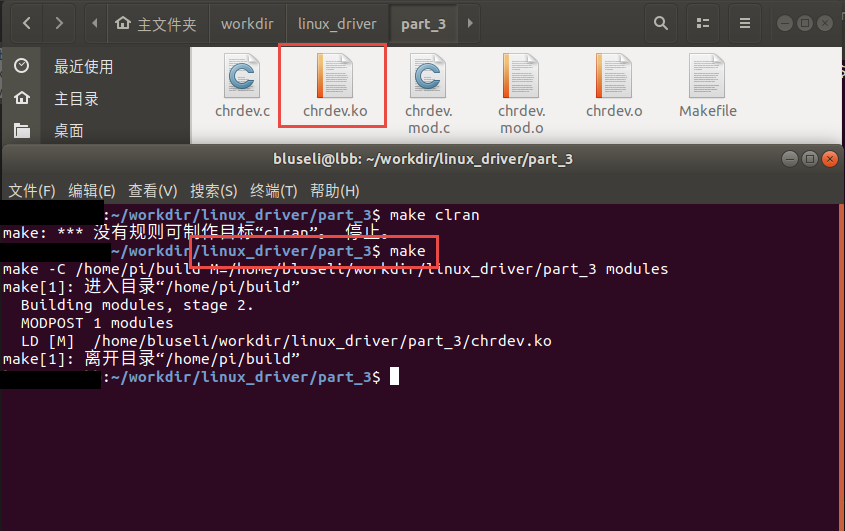 主文件夹 workdir linux_driver part_3
最近使用
主目录
桌面
chrdev.c chrdev.ko chrdev. chrdev. chrdev.o Makefile
mod.c mod.o
bluseli@lbb: ~/workdir/linux_driver/part_3
文件(F) 编辑(E) 查看(V) 搜索(S) 终端(T) 帮助(H)
:~/workdir/linux_driver/part_3$ make clran
make: *** 没有规则可制作目标“clran”。 停止。
:~/workdir/linux_driver/part_3$ make
make -C /home/pi/build M=/home/bluseli/workdir/linux_driver/part_3 modules
make[1]: 进入目录“/home/pi/build”
Building modules, stage 2.
MODPOST 1 modules
LD [M] /home/bluseli/workdir/linux_driver/part_3/chrdev.ko
make[1]: 离开目录“/home/pi/build”
:~/workdir/linux_driver/part_3$